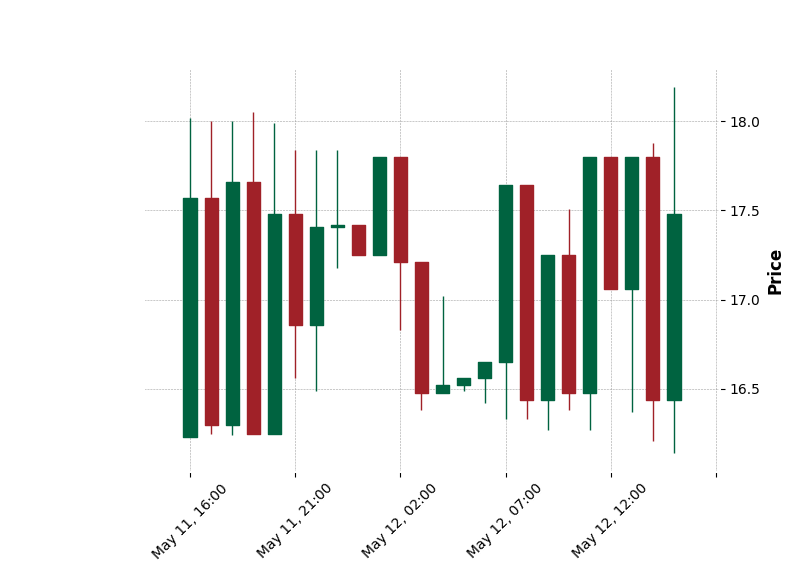 18.0
17.5
17.0
16.5
Price
May 11, 16:00
May 11, 21:00
May 12, 02:00
May 12, 07:00
May 12, 12:00